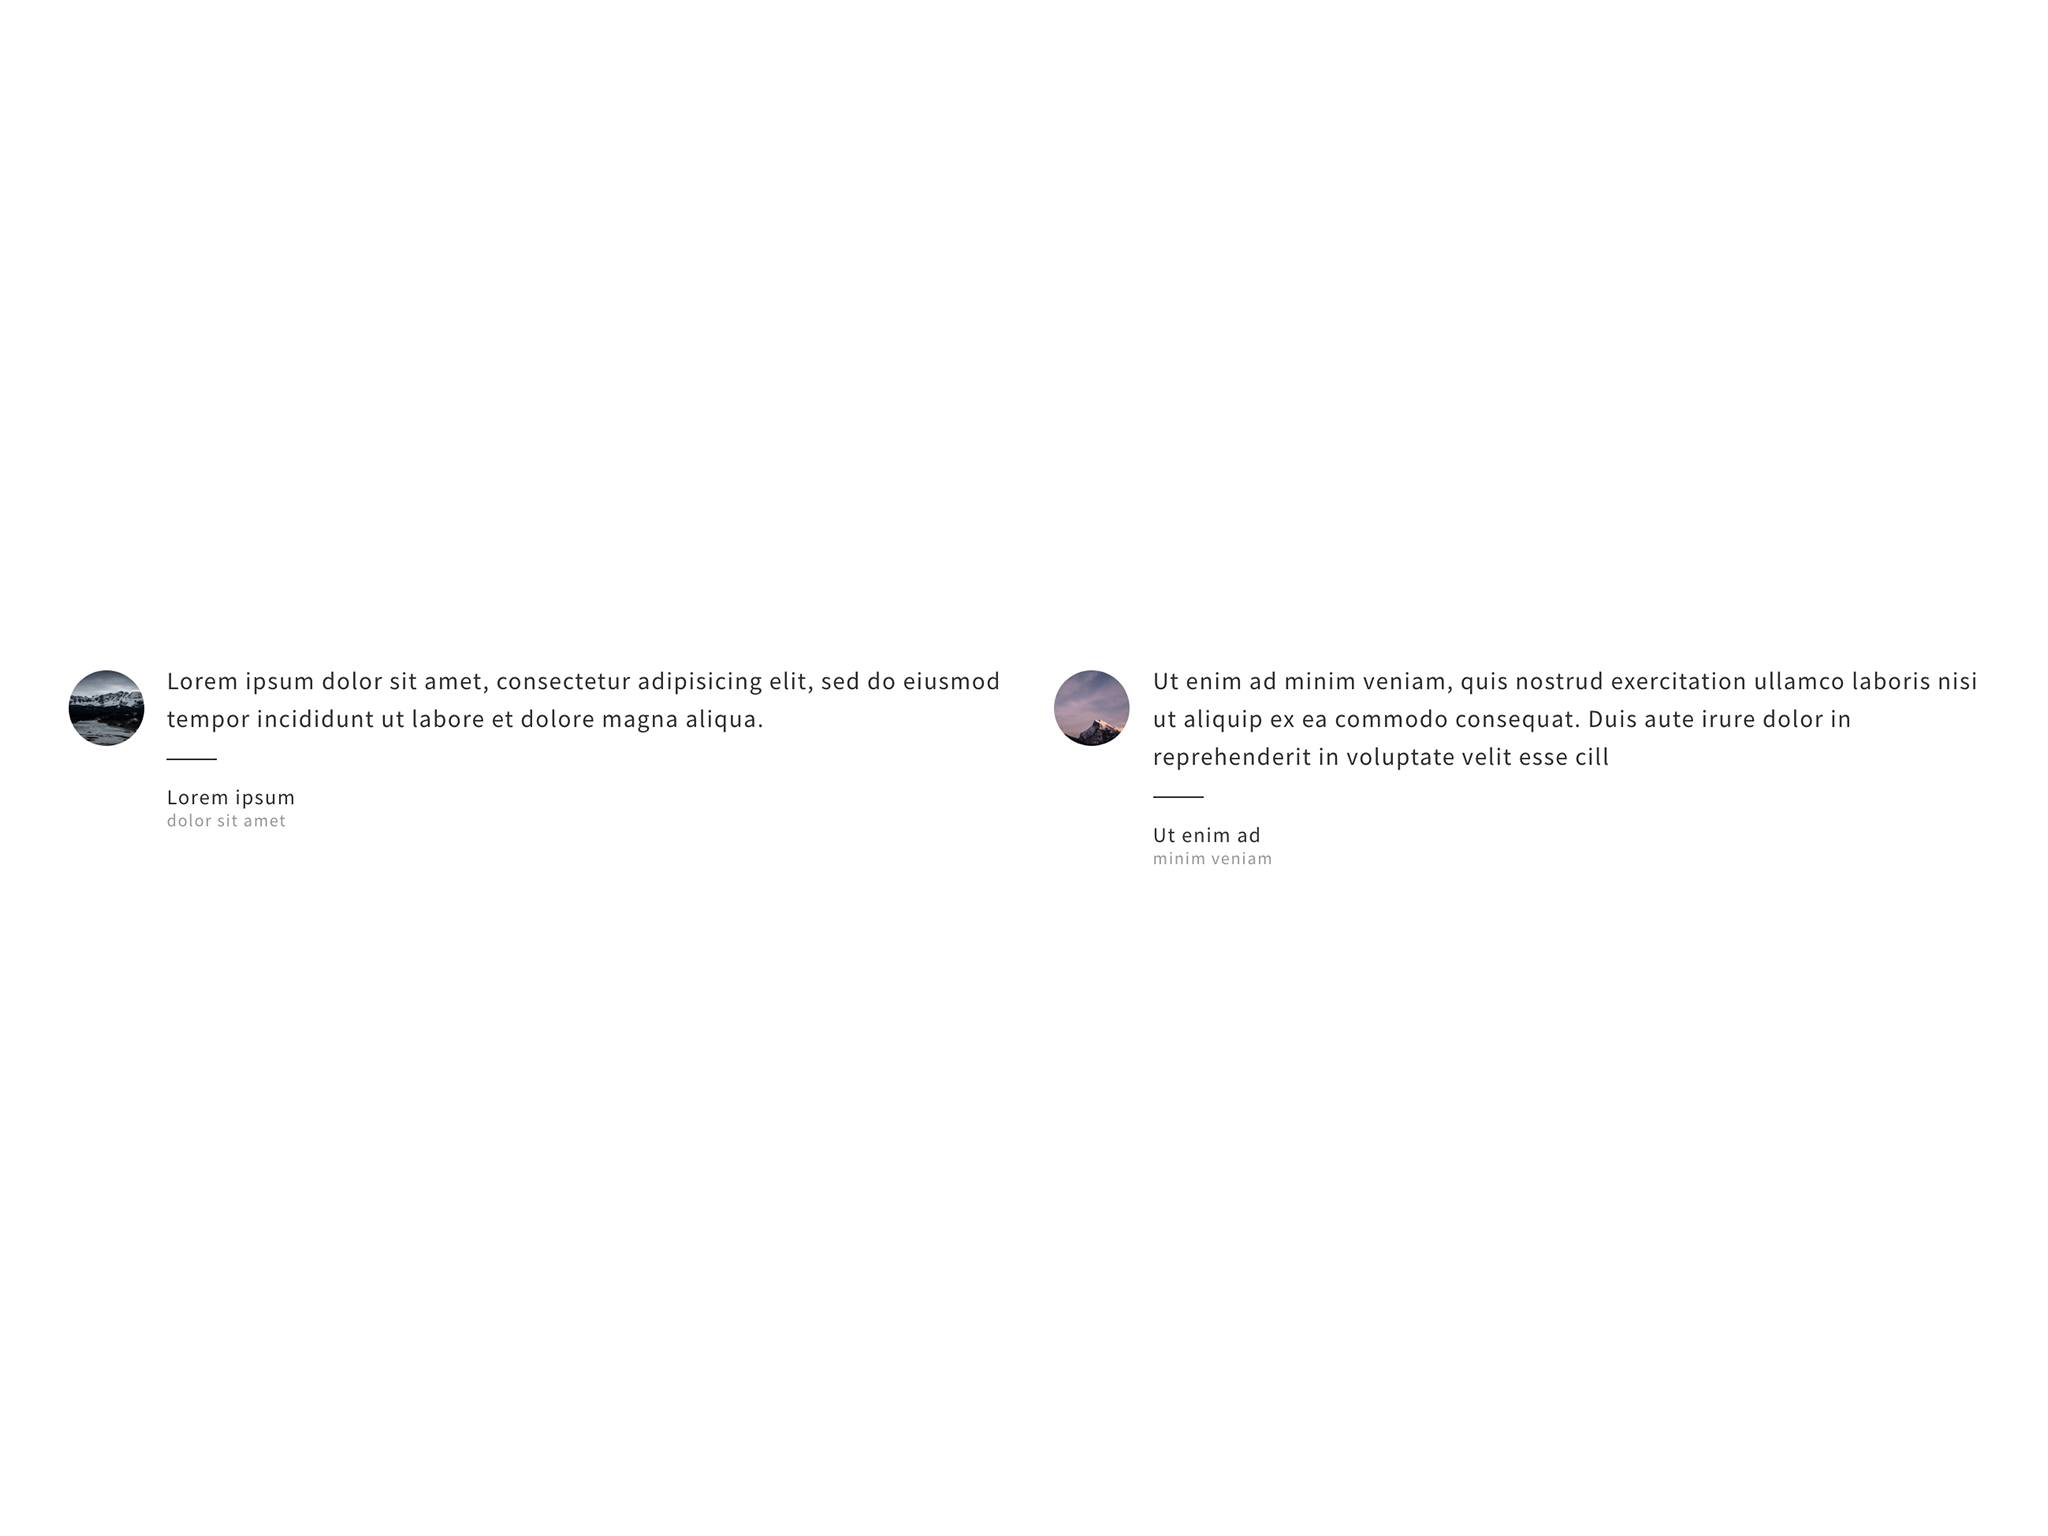 Lorem ipsum dolor sit amet, consectetur adipisicing elit, sed do eiusmod
tempor incididunt ut labore et dolore magna aliqua.
Lorem ipsum
dolor sit amet
Ut enim ad minim veniam, quis nostrud exercitation ullamco laboris nisi
ut aliquip ex ea commodo consequat. Duis aute irure dolor in
reprehenderit in voluptate velit esse cill
Ut enim ad
minim veniam